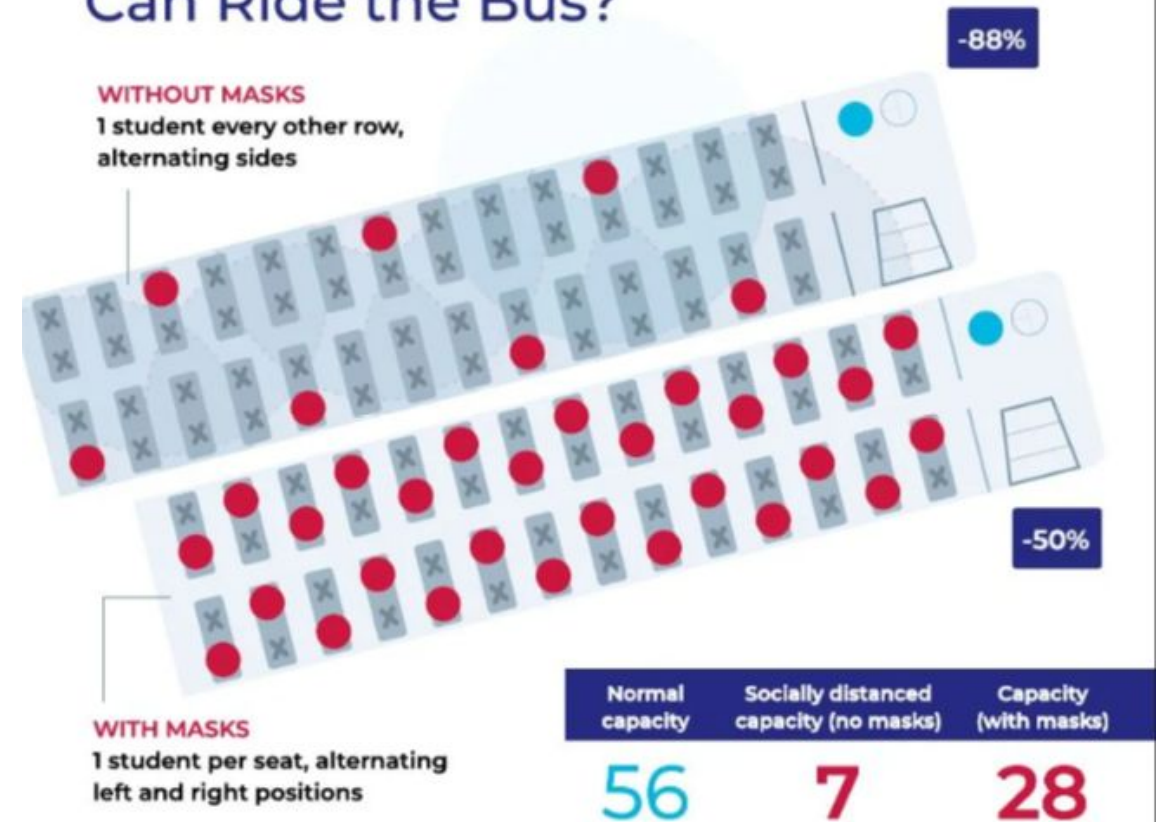 Can Ride the Bus?
-88%
WITHOUT MASKS
1 student every other row,
alternating sides
-50%
WITH MASKS
1 student per seat, alternating
left and right positions
Normal capacity
Socially distanced capacity (no masks)
Capacity (with masks)
56
7
28